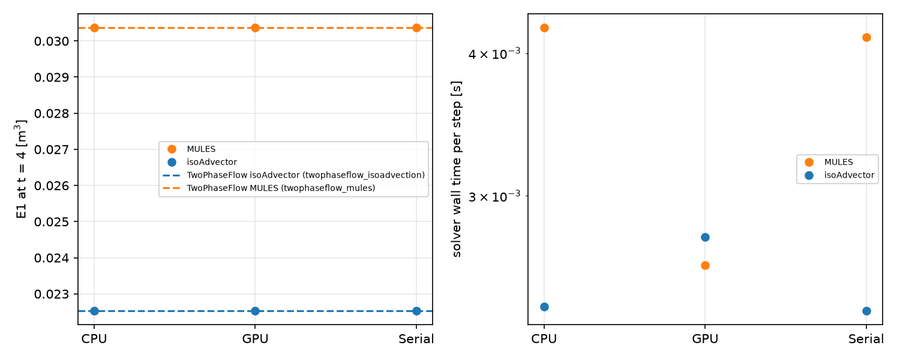 E1 at t = 4 [m³]
0.030
0.029
0.028
0.027
0.026
0.025
0.024
0.023
CPU
GPU
Serial
MULES
isoAdvector
TwoPhaseFlow isoAdvector (twophaseflow_isoadvection)
TwoPhaseFlow MULES (twophaseflow_mules)
solver wall time per step [s]
4 × 10⁻³
3 × 10⁻³
CPU
GPU
Serial
MULES
isoAdvector